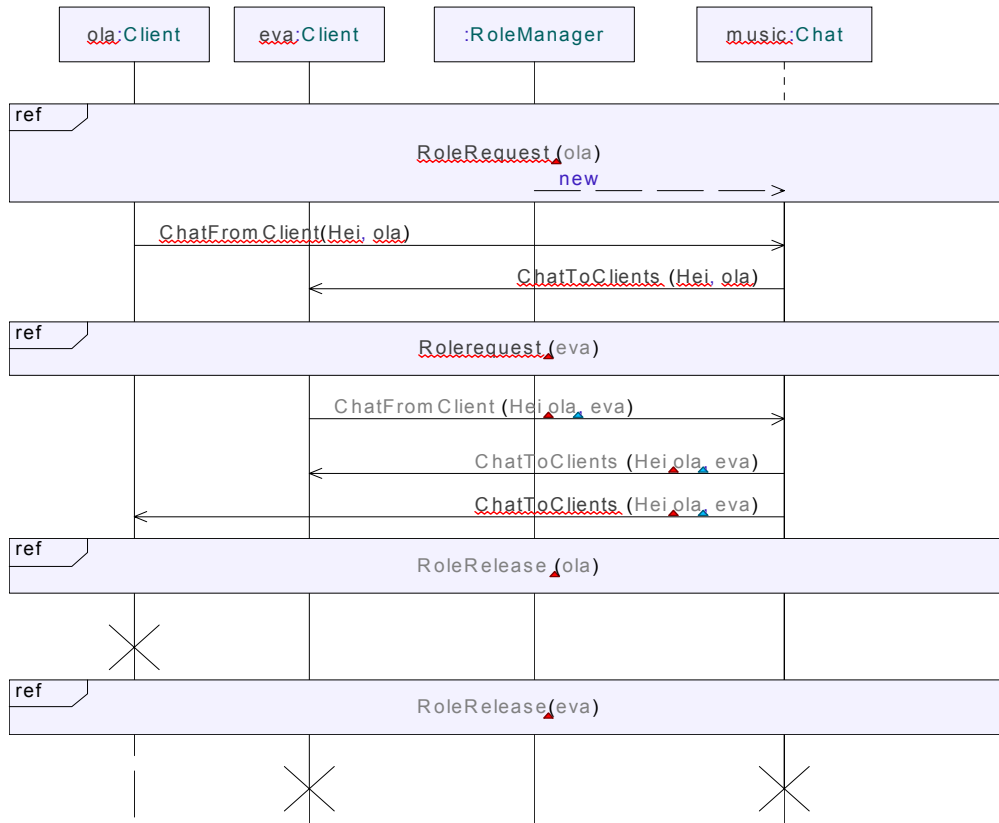 ola:Client
eva:Client
:RoleManager
music:Chat
ref
RoleRequest (ola)
new
ChatFromClient(Hei, ola)
ChatToClients (Hei, ola)
ref
Rolerequest (eva)
ChatFromClient (Hei ola, eva)
ChatToClients (Hei ola, eva)
ChatToClients (Hei ola, eva)
ref
RoleRelease (ola)
ref
RoleRelease(eva)